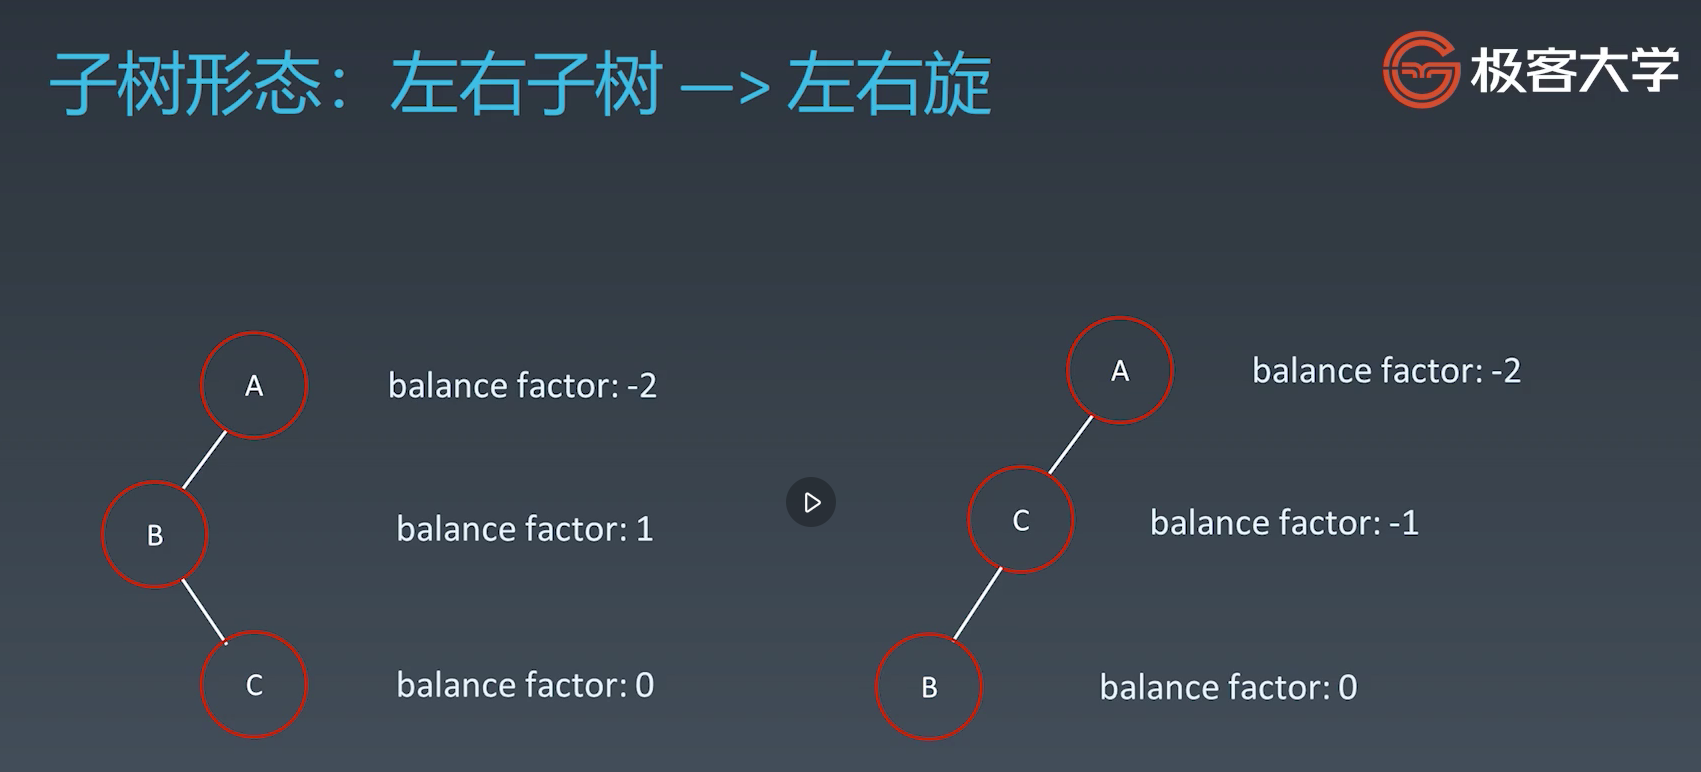 子树形态：左右子树 —> 左右旋
极客大学
A
balance factor: -2
B
balance factor: 1
C
balance factor: 0
A
balance factor: -2
C
balance factor: -1
B
balance factor: 0